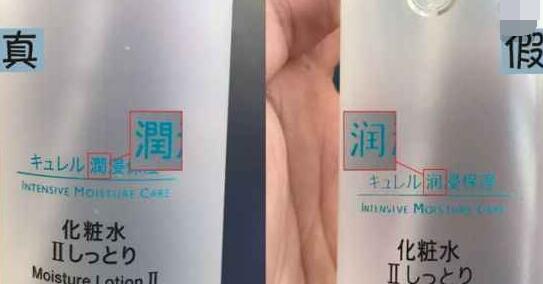 真
潤
キュレル 潤浸保湿
INTENSIVE MOISTURE CARE
化粧水
IIしっとり
Moisture Lotion II
假
润
キュレル 润浸保湿
INTENSIVE MOISTURE CARE
化粧水
IIしっとり